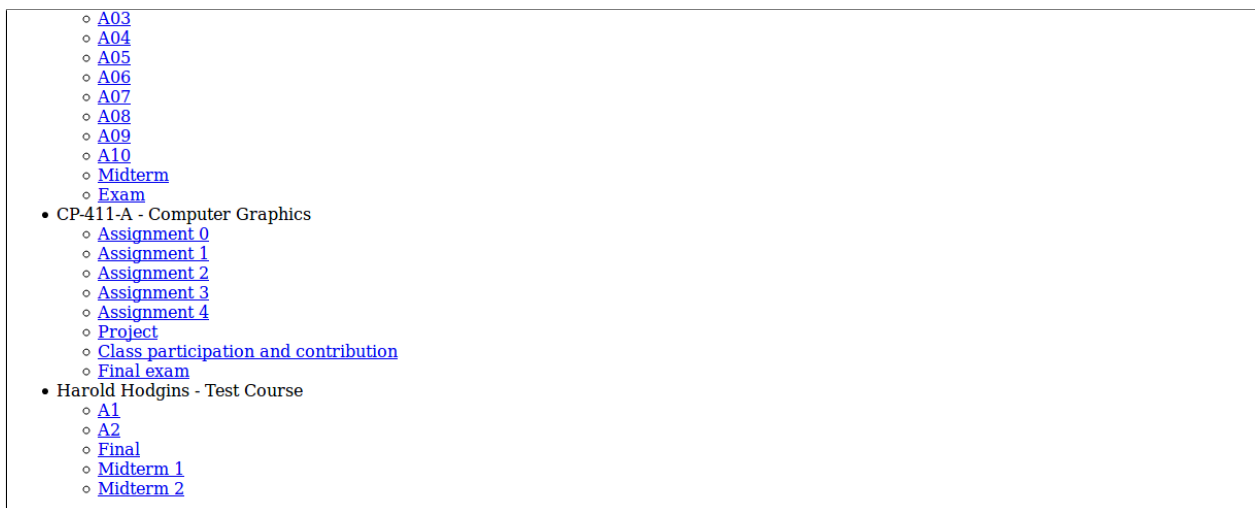 A03
A04
A05
A06
A07
A08
A09
A10
Midterm
Exam
CP-411-A - Computer Graphics
Assignment 0
Assignment 1
Assignment 2
Assignment 3
Assignment 4
Project
Class participation and contribution
Final exam
Harold Hodgins - Test Course
A1
A2
Final
Midterm 1
Midterm 2